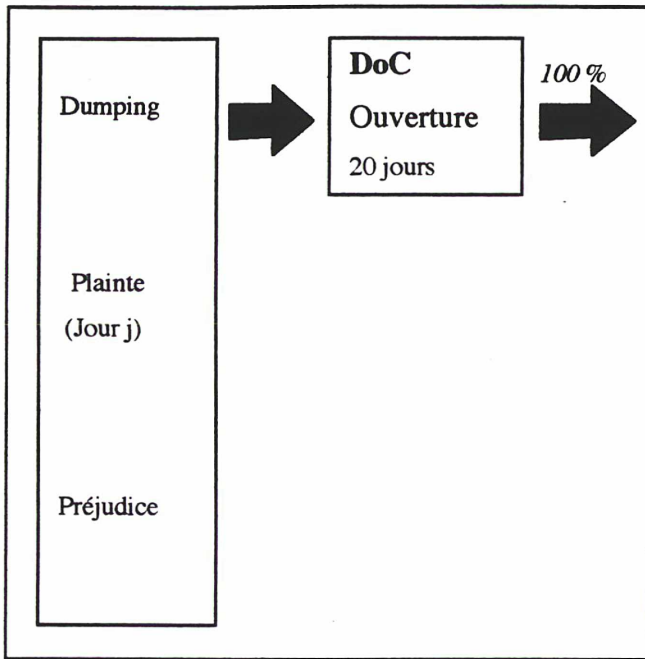 Dumping
Plainte
(Jour j)
Préjudice
DoC
Ouverture
20 jours
100 %